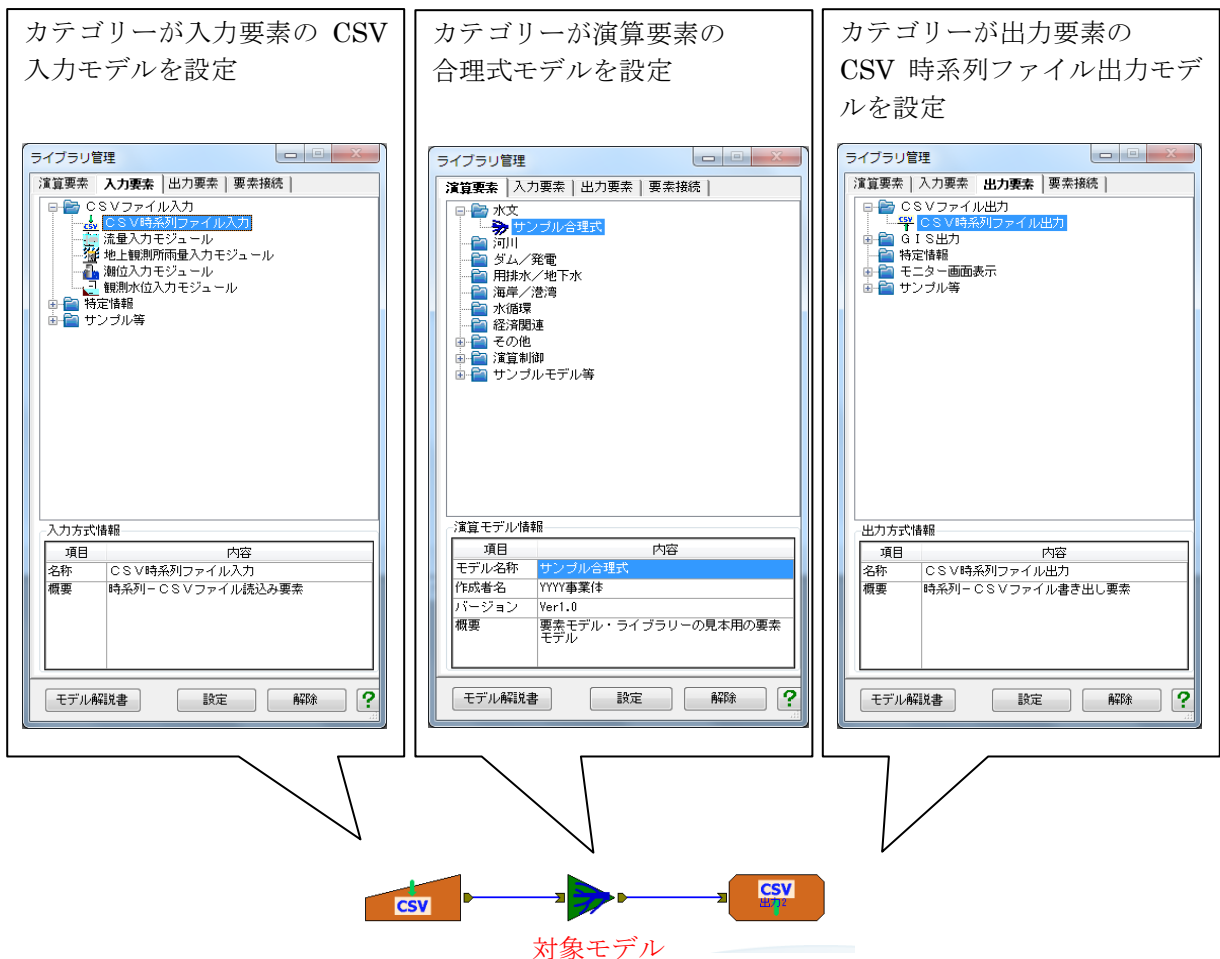 カテゴリーが入力要素の CSV
入力モデルを設定
ライブラリ管理
演算要素 入力要素 出力要素 要素接続
CSVファイル入力
CSV時系列ファイル入力
流量入力モジュール
地上観測所雨量入力モジュール
潮位入力モジュール
観測水位入力モジュール
特定情報
サンプル等
入力方式情報
項目 内容
名称 CSV時系列ファイル入力
概要 時系列-CSVファイル読込み要素
モデル解説書 設定 解除 ?
カテゴリーが演算要素の
合理式モデルを設定
ライブラリ管理
演算要素 入力要素 出力要素 要素接続
水文
サンプル合理式
河川
ダム/発電
用排水/地下水
海岸/港湾
水循環
経済関連
その他
演算制御
サンプルモデル等
演算モデル情報
項目 内容
モデル名称 サンプル合理式
作成者名 YYYY事業体
バージョン Ver1.0
概要 要素モデル・ライブラリーの見本用の要素
モデル
モデル解説書 設定 解除 ?
カテゴリーが出力要素の
CSV 時系列ファイル出力モデ
ルを設定
ライブラリ管理
演算要素 入力要素 出力要素 要素接続
CSVファイル出力
CSV時系列ファイル出力
GIS出力
特定情報
モニター画面表示
サンプル等
出力方式情報
項目 内容
名称 CSV時系列ファイル出力
概要 時系列-CSVファイル書き出し要素
モデル解説書 設定 解除 ?
CSV
CSV
出力2
対象モデル